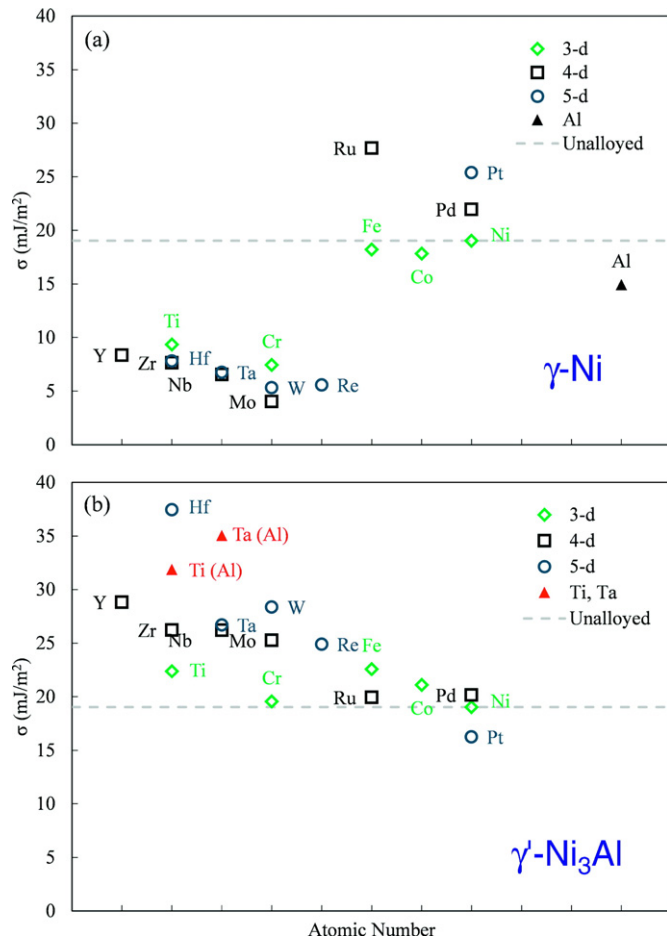 (a)
40
35
30
25
20
15
10
5
0
σ (mJ/m²)
3-d
4-d
5-d
Al
Unalloyed
Ru
Pt
Pd
Fe
Ni
Co
Al
Ti
Cr
Y
Zr
Hf
Nb
Ta
W
Re
Mo
γ-Ni
(b)
40
35
30
25
20
15
10
5
0
σ (mJ/m²)
3-d
4-d
5-d
Ti, Ta
Unalloyed
Hf
Ta (Al)
Ti (Al)
Y
W
Zr
Nb
Ta
Mo
Re
Fe
Ti
Cr
Ru
Co
Pd
Ni
Pt
γ'-Ni₃Al
Atomic Number